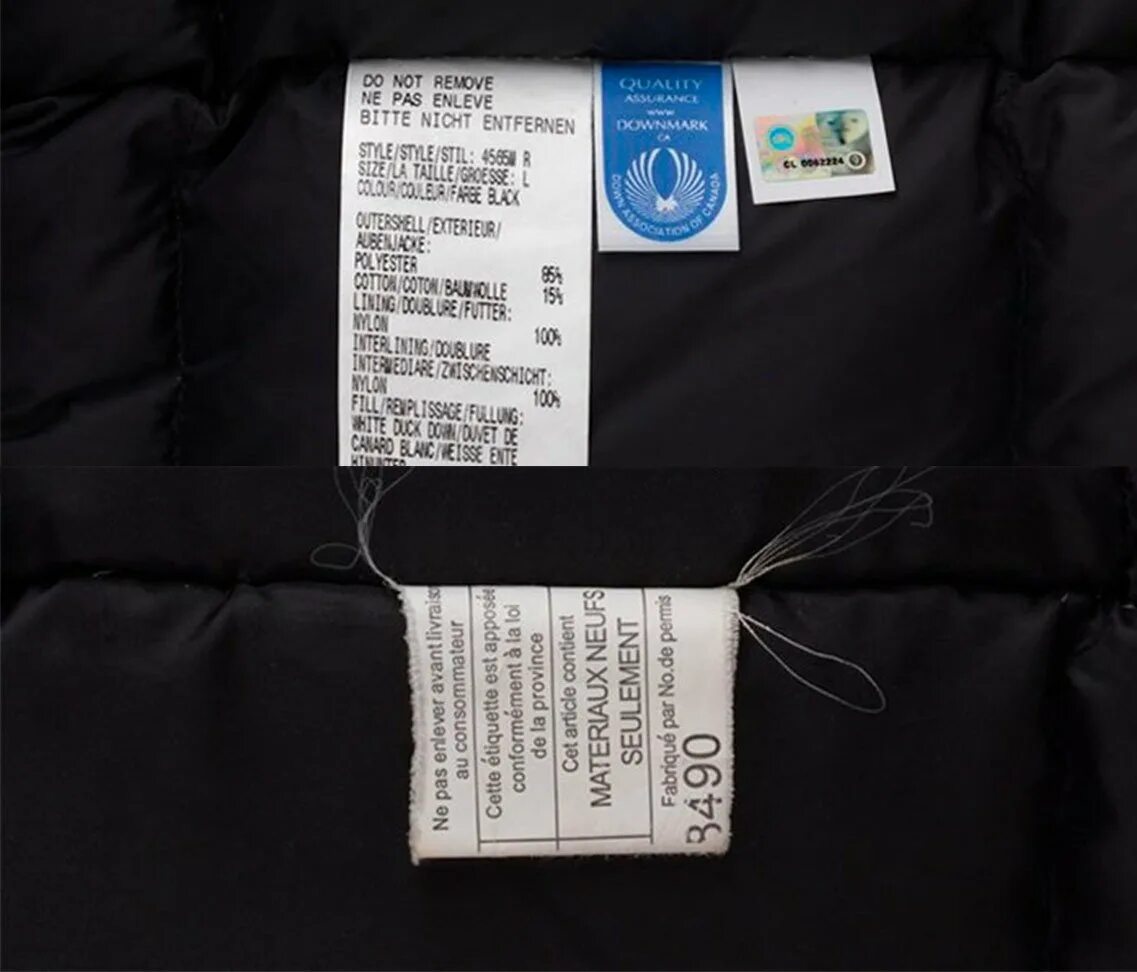 DO NOT REMOVE
NE PAS ENLEVE
BITTE NICHT ENTFERNEN
STYLE/STYLE/STIL: 4565M R
SIZE/LA TAILLE/GROESSE: L
COLOUR/COULEUR/FARGE BLACK
OUTERSHELL/EXTERIEUR/
AUBENJACKE:
POLYESTER 85%
COTTON/COTON/BAUMWOLLE 15%
LINING/DOUBLURE/FUTTER:
NYLON 100%
INTERLINING/DOUBLURE
INTERMEDIARE/ZWISCHENSCHICHT:
NYLON 100%
FILL/REMPLISSAGE/FULLUNG:
WHITE DUCK DOWN/DUVET DE
CANARD BLANC/WEISSE ENTE
QUALITY
ASSURANCE
www
DOWNMARK
CA
DOWN ASSOCIATION OF CANADA
CL 0062224
Ne pas enlever avant livraiso
au consommateur
Cette étiquette est apposée
conformément à la loi
de la province
Cet article contient
MATERIAUX NEUFS
SEULEMENT
Fabriqué par No.de permis
3490